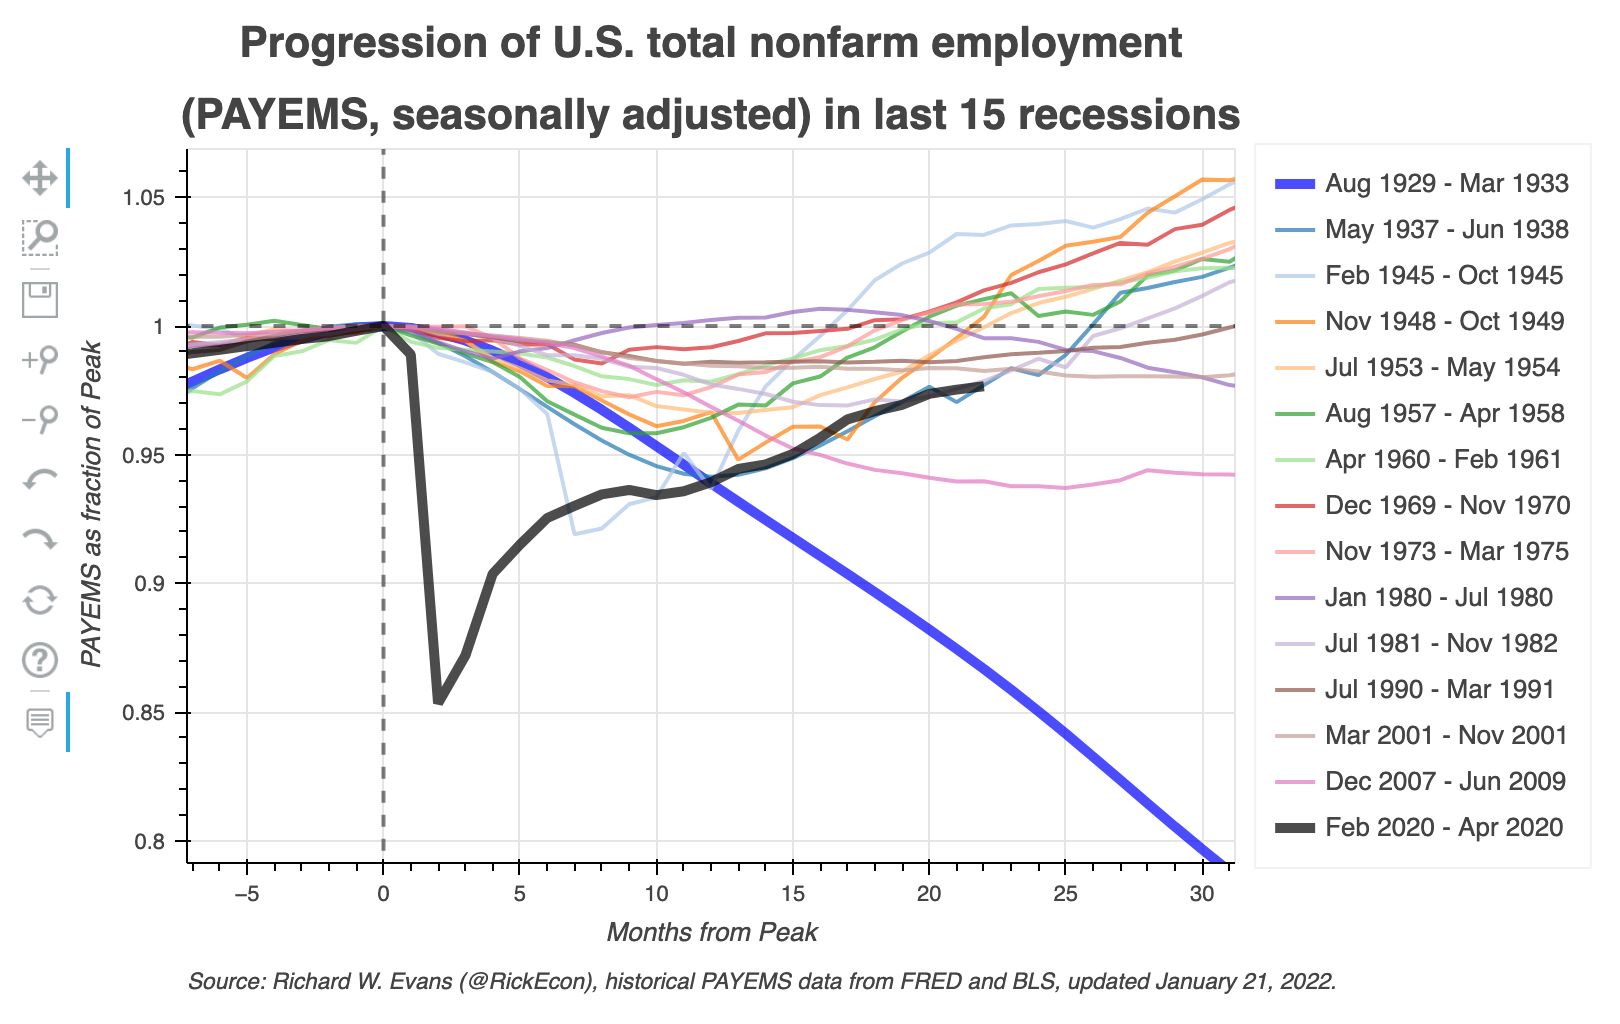 Progression of U.S. total nonfarm employment
(PAYEMS, seasonally adjusted) in last 15 recessions
PAYEMS as fraction of Peak
1.05
1
0.95
0.9
0.85
0.8
−5 0 5 10 15 20 25 30
Months from Peak
Aug 1929 - Mar 1933
May 1937 - Jun 1938
Feb 1945 - Oct 1945
Nov 1948 - Oct 1949
Jul 1953 - May 1954
Aug 1957 - Apr 1958
Apr 1960 - Feb 1961
Dec 1969 - Nov 1970
Nov 1973 - Mar 1975
Jan 1980 - Jul 1980
Jul 1981 - Nov 1982
Jul 1990 - Mar 1991
Mar 2001 - Nov 2001
Dec 2007 - Jun 2009
Feb 2020 - Apr 2020
Source: Richard W. Evans (@RickEcon), historical PAYEMS data from FRED and BLS, updated January 21, 2022.